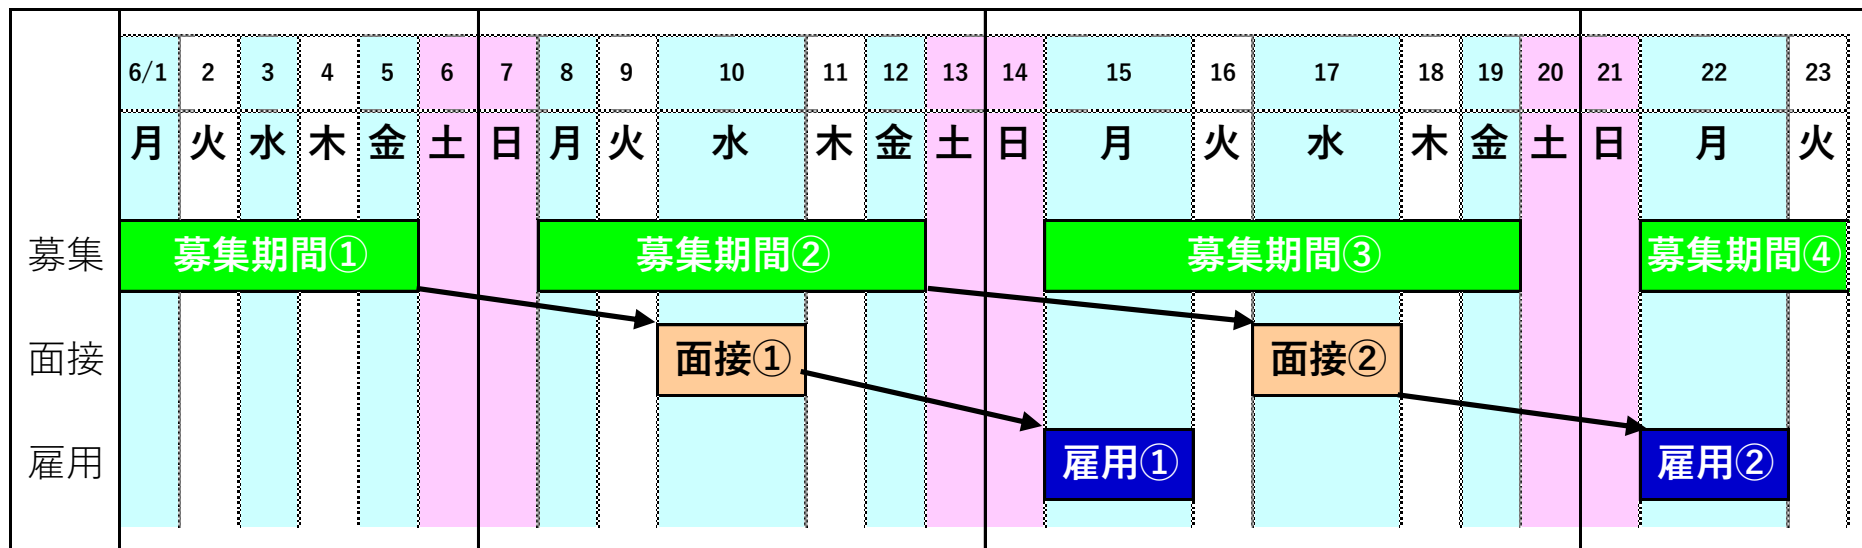 6/1 2 3 4 5 6 7 8 9 10 11 12 13 14 15 16 17 18 19 20 21 22 23
月 火 水 木 金 土 日 月 火 水 木 金 土 日 月 火 水 木 金 土 日 月 火
募集 募集期間① 募集期間② 募集期間③ 募集期間④
面接 面接① 面接②
雇用 雇用① 雇用②